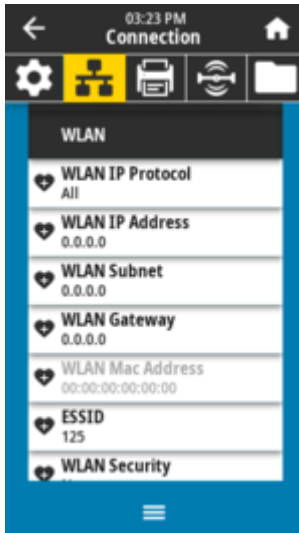 03:23 PM
Connection
WLAN
WLAN IP Protocol
All
WLAN IP Address
0.0.0.0
WLAN Subnet
0.0.0.0
WLAN Gateway
0.0.0.0
WLAN Mac Address
00:00:00:00:00:00
ESSID
125
WLAN Security